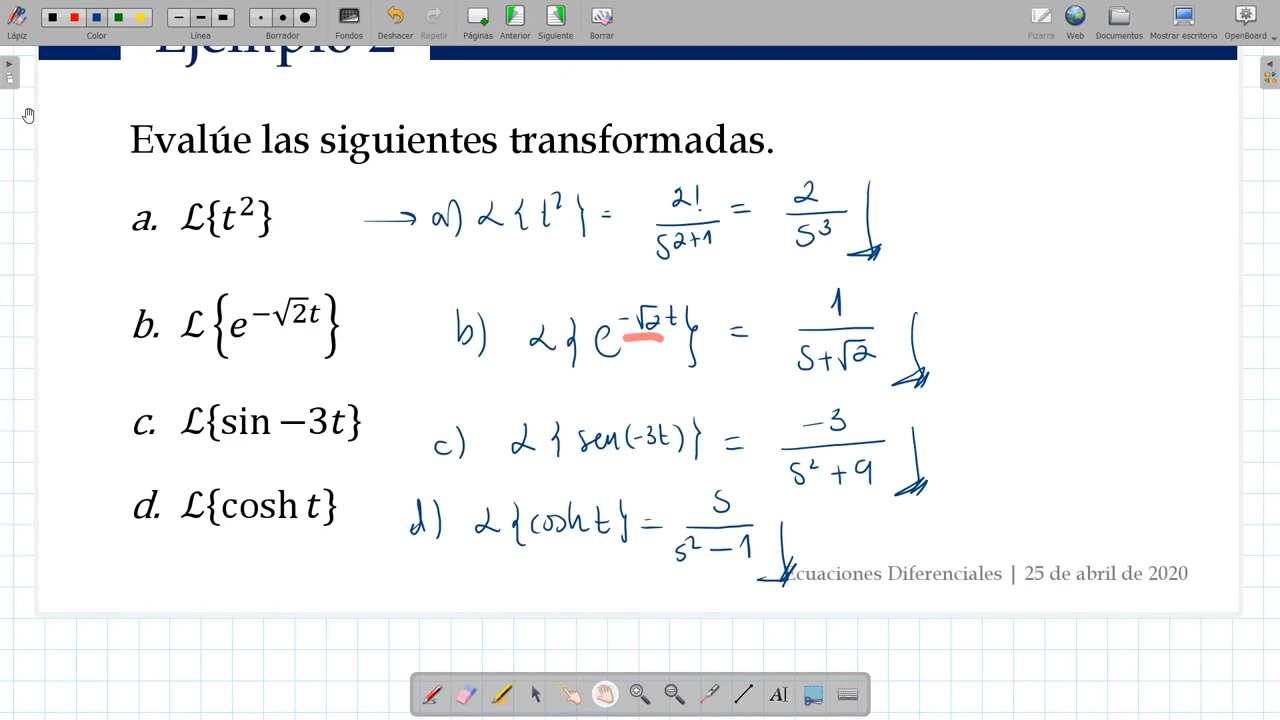 Lápiz Color Línea Borrador Fondos Deshacer Repetir Páginas Anterior Siguiente Borrar Pizarra Web Documentos Mostrar escritorio OpenBoard
Ejemplo 2
Evalúe las siguientes transformadas.
a. ℒ{t²} → a) ℒ{t²} = 2!/s^(2+1) = 2/s³
b. ℒ{e^(−√2t)} b) ℒ{e^(−√2t)} = 1/(s+√2)
c. ℒ{sin −3t} c) ℒ{sen(−3t)} = −3/(s²+9)
d. ℒ{cosh t} d) ℒ{cosh t} = s/(s²−1)
Ecuaciones Diferenciales | 25 de abril de 2020